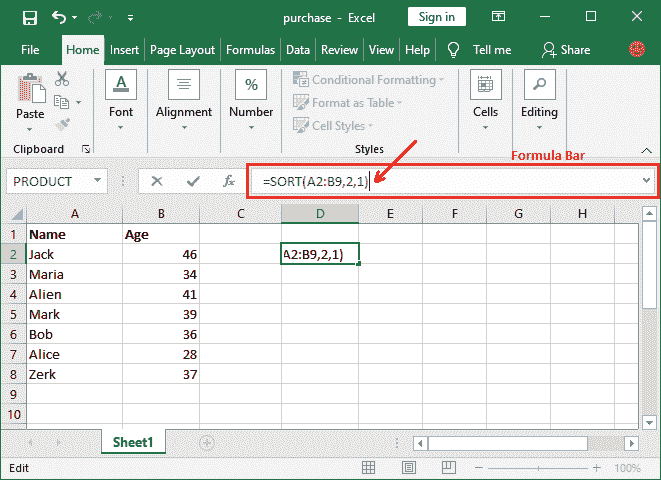 purchase - Excel
Sign in
File Home Insert Page Layout Formulas Data Review View Help Tell me Share
Paste
Clipboard
Font
Alignment
%
Number
Conditional Formatting
Format as Table
Cell Styles
Styles
Cells
Editing
Formula Bar
PRODUCT fx =SORT(A2:B9,2,1)
A B C D E F G H
1 Name Age
2 Jack 46 A2:B9,2,1)
3 Maria 34
4 Alien 41
5 Mark 39
6 Bob 36
7 Alice 28
8 Zerk 37
9
10
Sheet1
Edit 100%